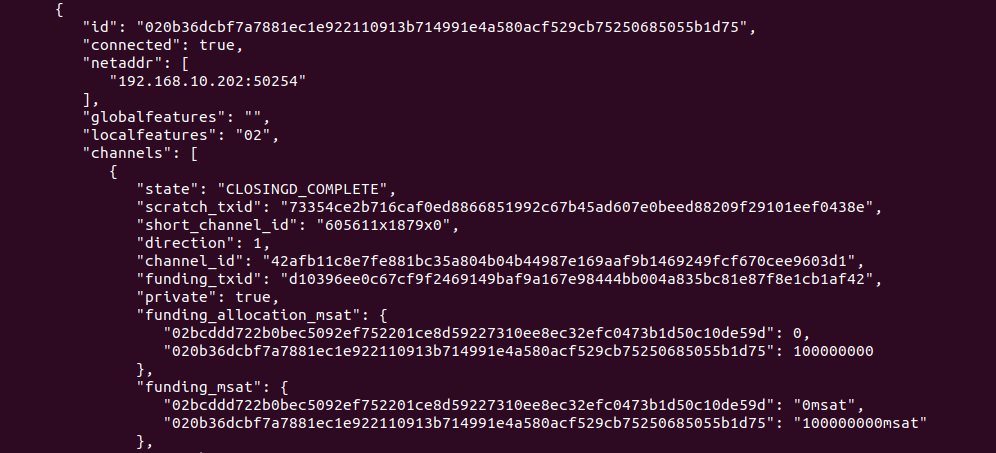 {
"id": "020b36dcbf7a7881ec1e922110913b714991e4a580acf529cb75250685055b1d75",
"connected": true,
"netaddr": [
"192.168.10.202:50254"
],
"globalfeatures": "",
"localfeatures": "02",
"channels": [
{
"state": "CLOSINGD_COMPLETE",
"scratch_txid": "73354ce2b716caf0ed8866851992c67b45ad607e0beed88209f29101eef0438e",
"short_channel_id": "605611x1879x0",
"direction": 1,
"channel_id": "42afb11c8e7fe881bc35a804b04b44987e169aaf9b1469249fcf670cee9603d1",
"funding_txid": "d10396ee0c67cf9f2469149baf9a167e98444bb004a835bc81e87f8e1cb1af42",
"private": true,
"funding_allocation_msat": {
"02bcddd722b0bec5092ef752201ce8d59227310ee8ec32efc0473b1d50c10de59d": 0,
"020b36dcbf7a7881ec1e922110913b714991e4a580acf529cb75250685055b1d75": 100000000
},
"funding_msat": {
"02bcddd722b0bec5092ef752201ce8d59227310ee8ec32efc0473b1d50c10de59d": "0msat",
"020b36dcbf7a7881ec1e922110913b714991e4a580acf529cb75250685055b1d75": "100000000msat"
},